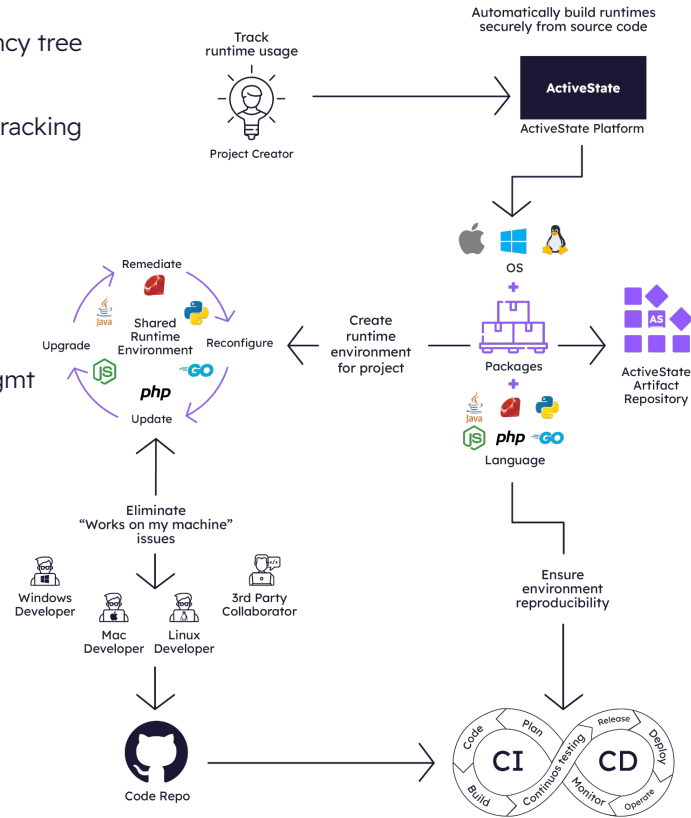 Automatically build runtimes
securely from source code
ncy tree
Track
runtime usage
ActiveState
racking
ActiveState Platform
Project Creator
OS
+
Remediate
Java
Shared
Runtime
Environment
Upgrade
Reconfigure
JS
GO
php
Update
gmt
Create
runtime
environment
for project
Packages
+
AS
ActiveState
Artifact
Repository
Java
JS
php
GO
Language
Eliminate
“Works on my machine”
issues
</>
Windows
Developer
3rd Party
Collaborator
Mac
Developer
Linux
Developer
Ensure
environment
reproducibility
Code Repo
Code
Plan
Release
Deploy
CI
Continuos testing
CD
Build
Monitor
Operate